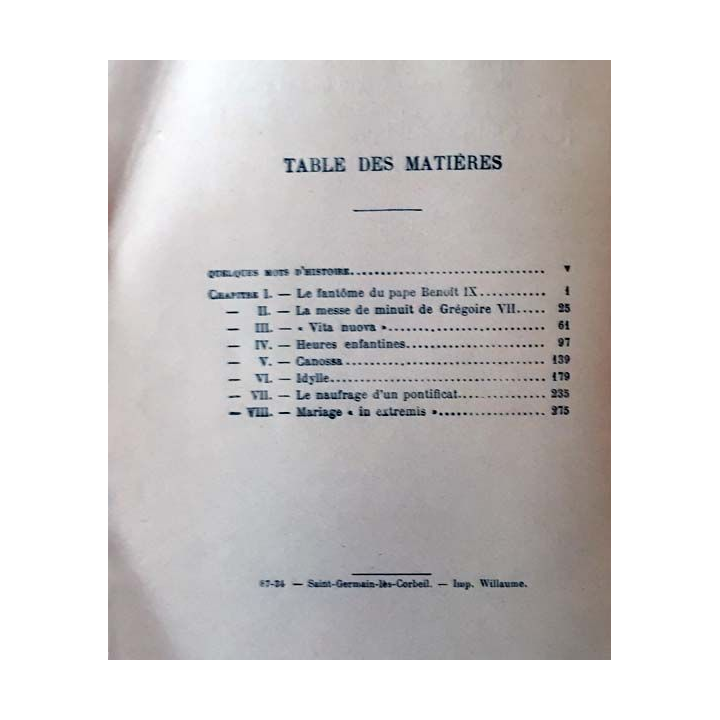 TABLE DES MATIÈRES
QUELQUES MOTS D'HISTOIRE................................ V
CHAPITRE I. — Le fantôme du pape Benoît IX............ 1
— II. — La messe de minuit de Grégoire VII..... 25
— III. — « Vita nuova »........................... 61
— IV. — Heures enfantines........................ 97
— V. — Canossa.................................. 139
— VI. — Idylle.................................... 179
— VII. — Le naufrage d'un pontificat............... 235
— VIII. — Mariage « in extremis ».................. 275
87-34 — Saint-Germain-lès-Corbeil. — Imp. Willaume.